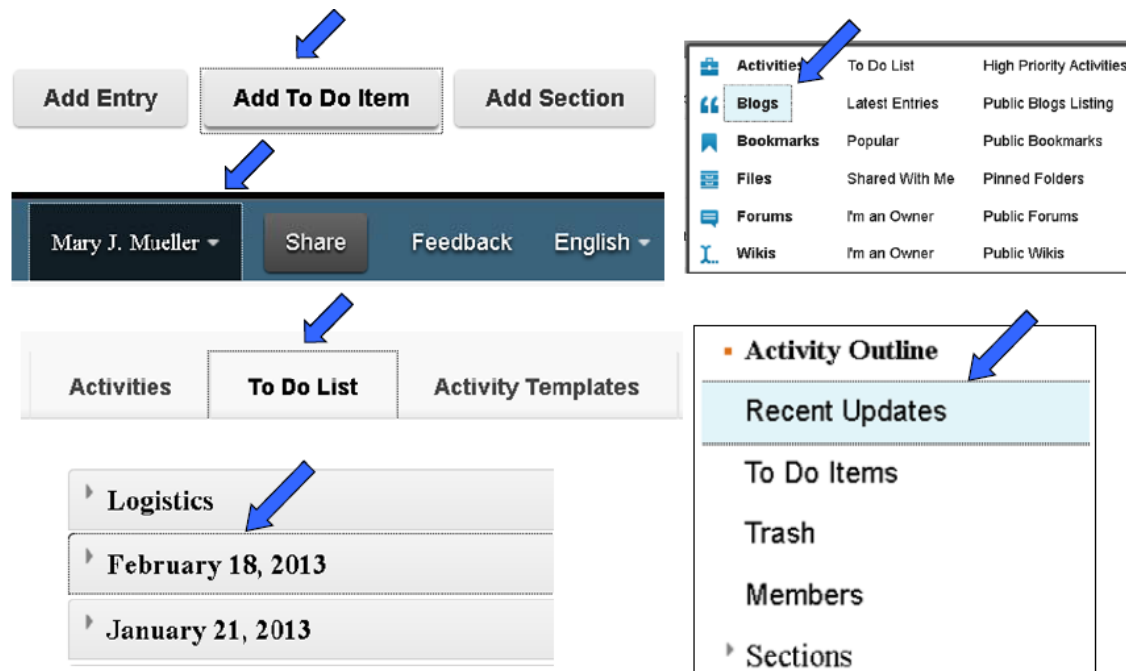 Add Entry Add To Do Item Add Section
Mary J. Mueller Share Feedback English
Activities To Do List Activity Templates
Logistics
February 18, 2013
January 21, 2013
Activities To Do List High Priority Activities
Blogs Latest Entries Public Blogs Listing
Bookmarks Popular Public Bookmarks
Files Shared With Me Pinned Folders
Forums I'm an Owner Public Forums
Wikis I'm an Owner Public Wikis
Activity Outline
Recent Updates
To Do Items
Trash
Members
Sections